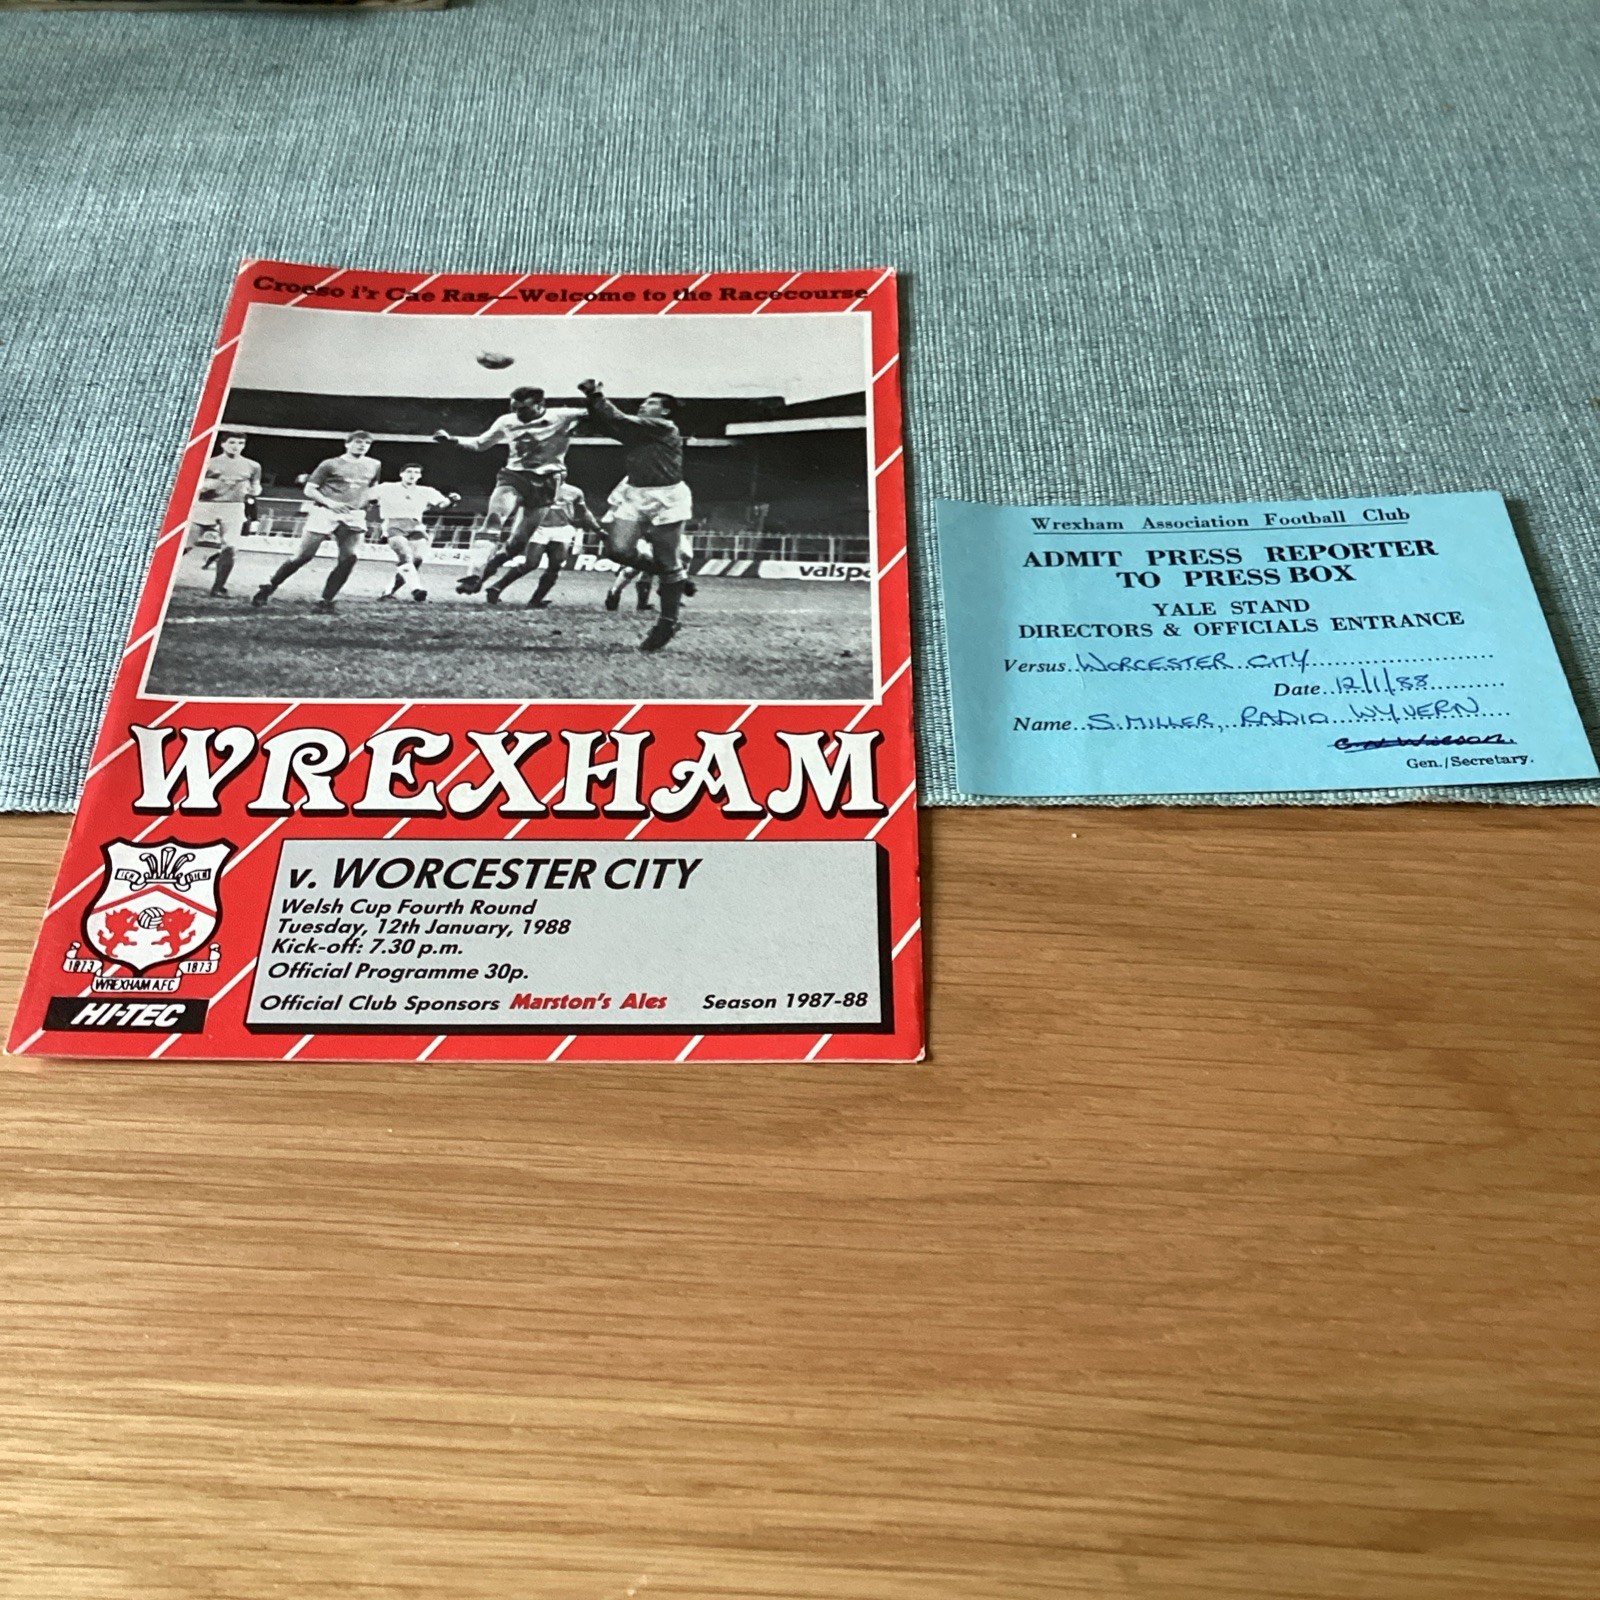 Croeso i'r Cae Ras—Welcome to the Racecourse
valspa
WREXHAM
ICH DIEN
1873 1873
WREXHAM A.F.C
HI-TEC
v. WORCESTER CITY
Welsh Cup Fourth Round
Tuesday, 12th January, 1988
Kick-off: 7.30 p.m.
Official Programme 30p.
Official Club Sponsors Marston's Ales Season 1987-88
Wrexham Association Football Club
ADMIT PRESS REPORTER
TO PRESS BOX
YALE STAND
DIRECTORS & OFFICIALS ENTRANCE
Versus..WORCESTER CITY
Date..12/1/88
Name..S. MILLER, RADIO WYVERN
Gen./Secretary.